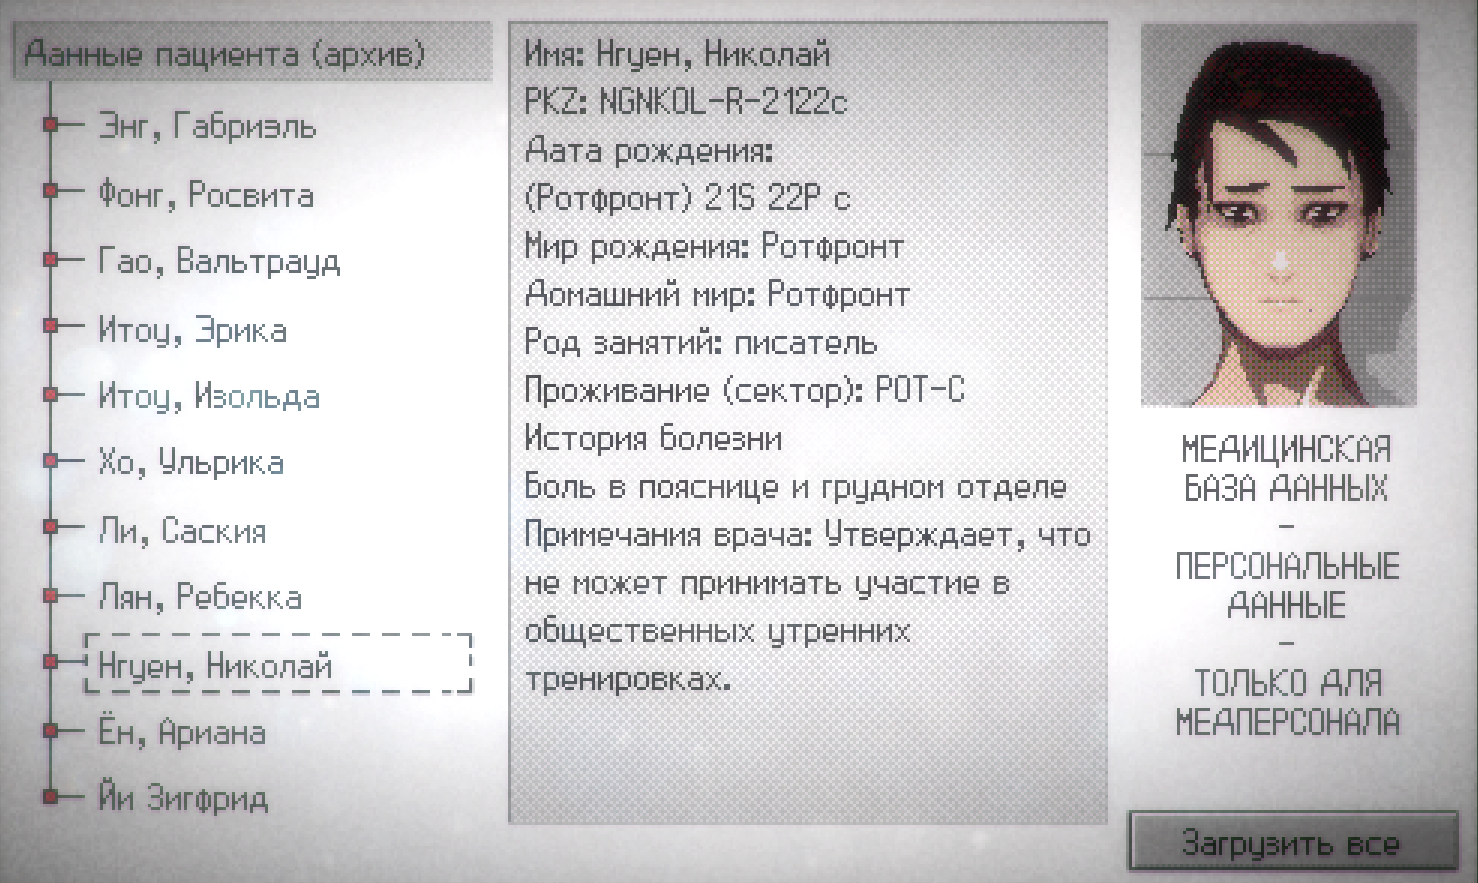 Данные пациента (архив)
Энг, Габриэль
Фонг, Росвита
Гао, Вальтрауд
Итоу, Эрика
Итоу, Изольда
Хо, Ульрика
Ли, Саския
Лян, Ребекка
Нгуен, Николай
Ён, Ариана
Йи Зигфрид
Имя: Нгуен, Николай
PKZ: NGNKOL-R-2122c
Дата рождения:
(Ротфронт) 21S 22P c
Мир рождения: Ротфронт
Домашний мир: Ротфронт
Род занятий: писатель
Проживание (сектор): РОТ-С
История болезни
Боль в пояснице и грудном отделе
Примечания врача: Утверждает, что
не может принимать участие в
общественных утренних
тренировках.
МЕДИЦИНСКАЯ
БАЗА ДАННЫХ
–
ПЕРСОНАЛЬНЫЕ
ДАННЫЕ
–
ТОЛЬКО ДЛЯ
МЕДПЕРСОНАЛА
Загрузить все